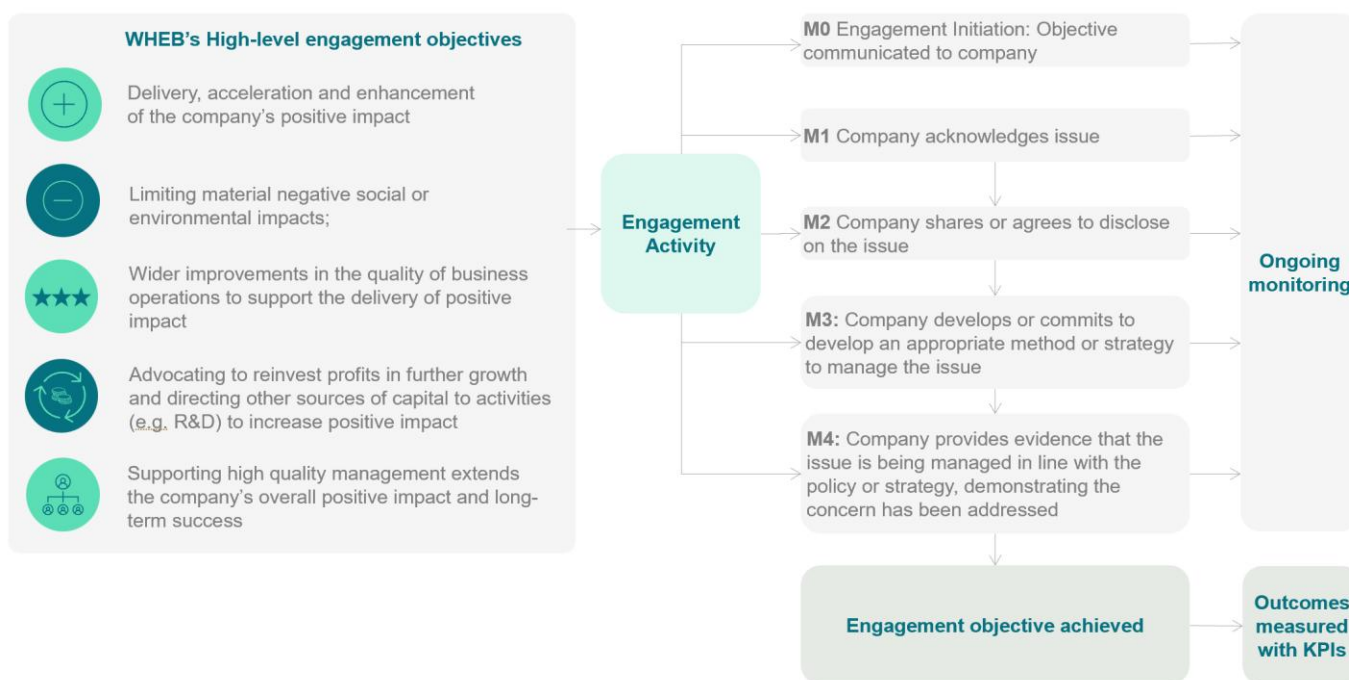 WHEB's High-level engagement objectives
Delivery, acceleration and enhancement
of the company's positive impact
Limiting material negative social or
environmental impacts;
Wider improvements in the quality of business
operations to support the delivery of positive
impact
Advocating to reinvest profits in further growth
and directing other sources of capital to activities
(e.g. R&D) to increase positive impact
Supporting high quality management extends
the company's overall positive impact and long-
term success
Engagement
Activity
M0 Engagement Initiation: Objective
communicated to company
M1 Company acknowledges issue
M2 Company shares or agrees to disclose
on the issue
M3: Company develops or commits to
develop an appropriate method or strategy
to manage the issue
M4: Company provides evidence that the
issue is being managed in line with the
policy or strategy, demonstrating the
concern has been addressed
Engagement objective achieved
Ongoing
monitoring
Outcomes
measured
with KPIs